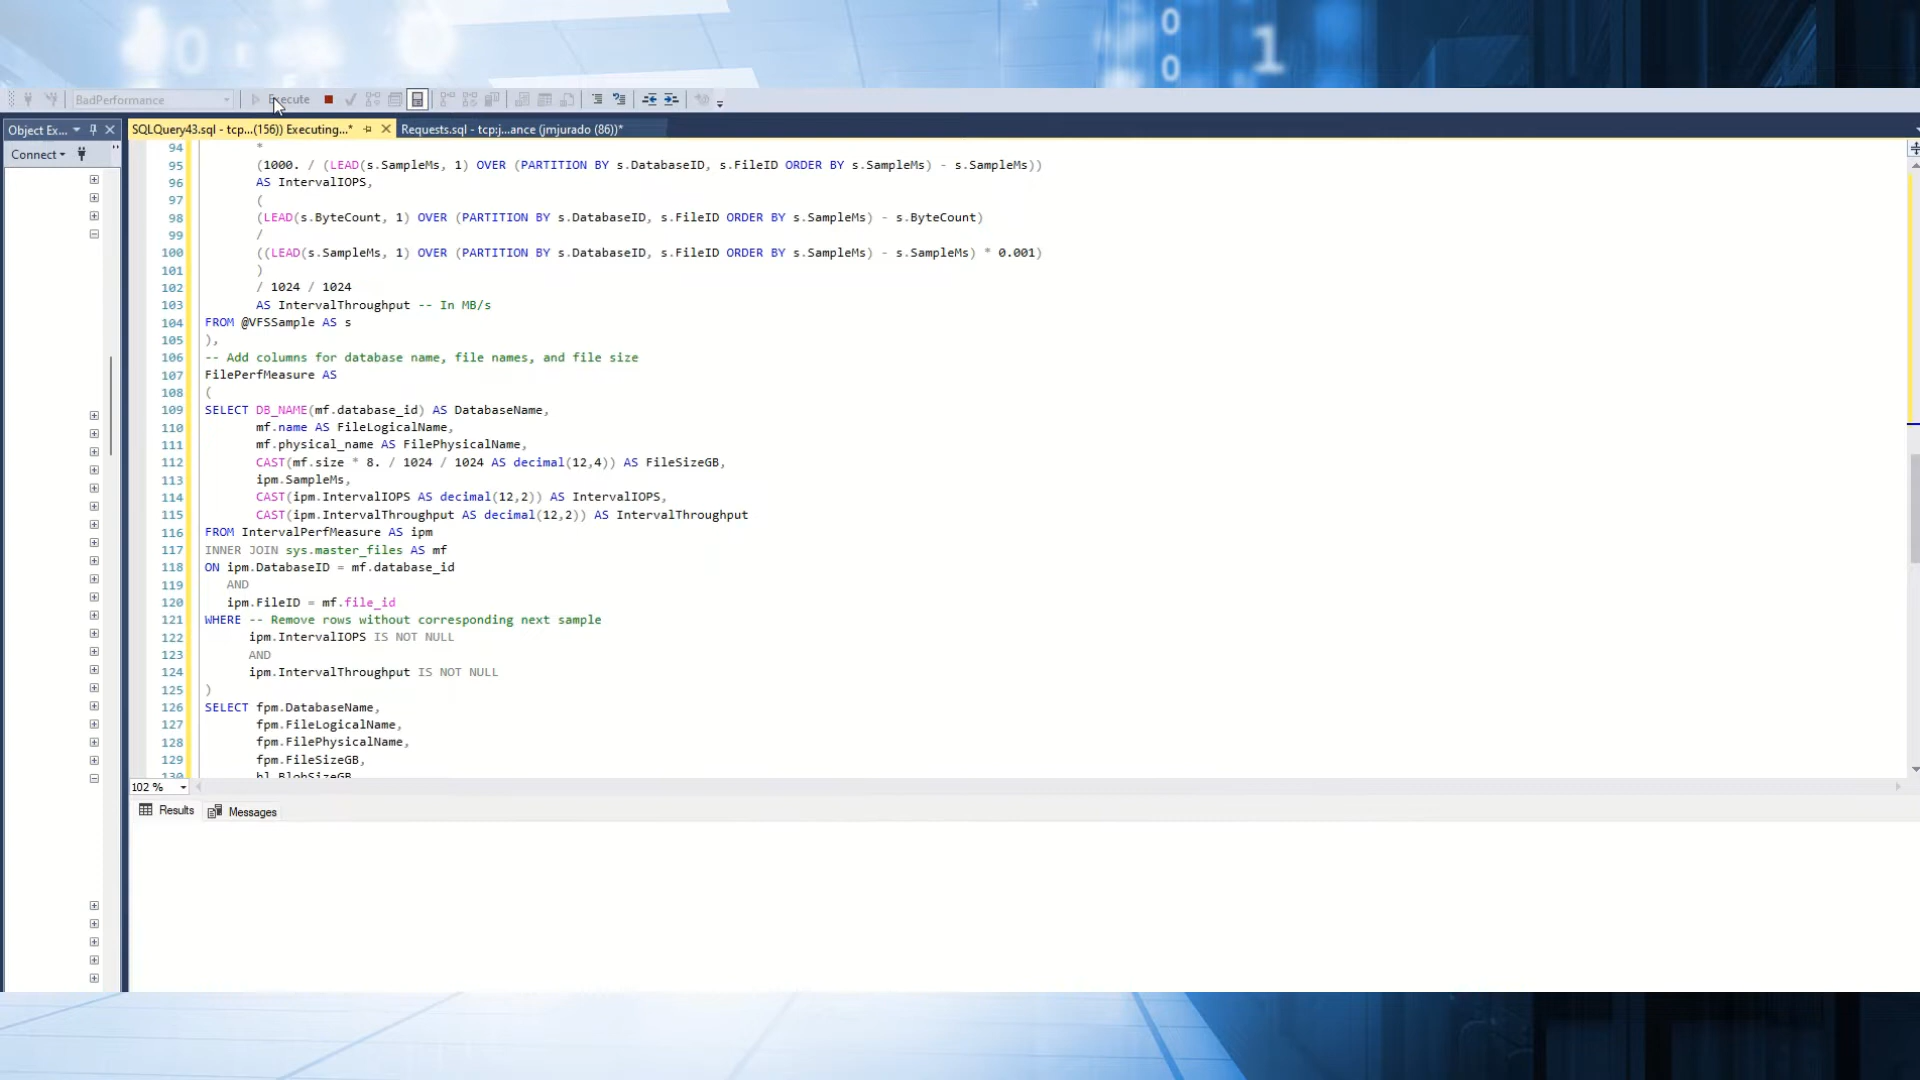 0
0
1
0
BadPerformance
Execute
Object Ex...
SQLQuery43.sql - tcp...(156)) Executing...*
Requests.sql - tcp:j...ance (jmjurado (86))*
Connect
94 *
95 (1000. / (LEAD(s.SampleMs, 1) OVER (PARTITION BY s.DatabaseID, s.FileID ORDER BY s.SampleMs) - s.SampleMs))
96 AS IntervalIOPS,
97 (
98 (LEAD(s.ByteCount, 1) OVER (PARTITION BY s.DatabaseID, s.FileID ORDER BY s.SampleMs) - s.ByteCount)
99 /
100 ((LEAD(s.SampleMs, 1) OVER (PARTITION BY s.DatabaseID, s.FileID ORDER BY s.SampleMs) - s.SampleMs) * 0.001)
101 )
102 / 1024 / 1024
103 AS IntervalThroughput -- In MB/s
104 FROM @VFSSample AS s
105 ),
106 -- Add columns for database name, file names, and file size
107 FilePerfMeasure AS
108 (
109 SELECT DB_NAME(mf.database_id) AS DatabaseName,
110 mf.name AS FileLogicalName,
111 mf.physical_name AS FilePhysicalName,
112 CAST(mf.size * 8. / 1024 / 1024 AS decimal(12,4)) AS FileSizeGB,
113 ipm.SampleMs,
114 CAST(ipm.IntervalIOPS AS decimal(12,2)) AS IntervalIOPS,
115 CAST(ipm.IntervalThroughput AS decimal(12,2)) AS IntervalThroughput
116 FROM IntervalPerfMeasure AS ipm
117 INNER JOIN sys.master_files AS mf
118 ON ipm.DatabaseID = mf.database_id
119 AND
120 ipm.FileID = mf.file_id
121 WHERE -- Remove rows without corresponding next sample
122 ipm.IntervalIOPS IS NOT NULL
123 AND
124 ipm.IntervalThroughput IS NOT NULL
125 )
126 SELECT fpm.DatabaseName,
127 fpm.FileLogicalName,
128 fpm.FilePhysicalName,
129 fpm.FileSizeGB,
130 bl.BlobSizeGB
102 %
Results
Messages